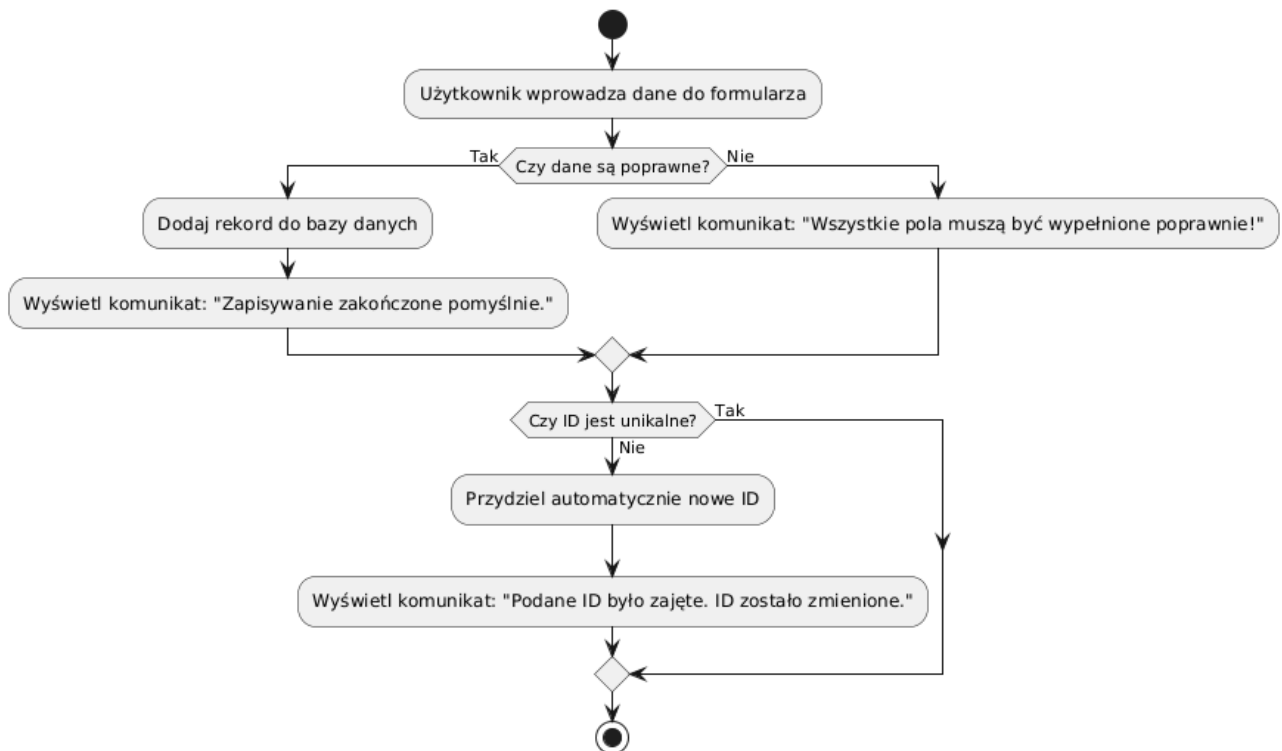 Użytkownik wprowadza dane do formularza
Tak
Czy dane są poprawne?
Nie
Dodaj rekord do bazy danych
Wyświetl komunikat: "Wszystkie pola muszą być wypełnione poprawnie!"
Wyświetl komunikat: "Zapisywanie zakończone pomyślnie."
Czy ID jest unikalne?
Tak
Nie
Przydziel automatycznie nowe ID
Wyświetl komunikat: "Podane ID było zajęte. ID zostało zmienione."